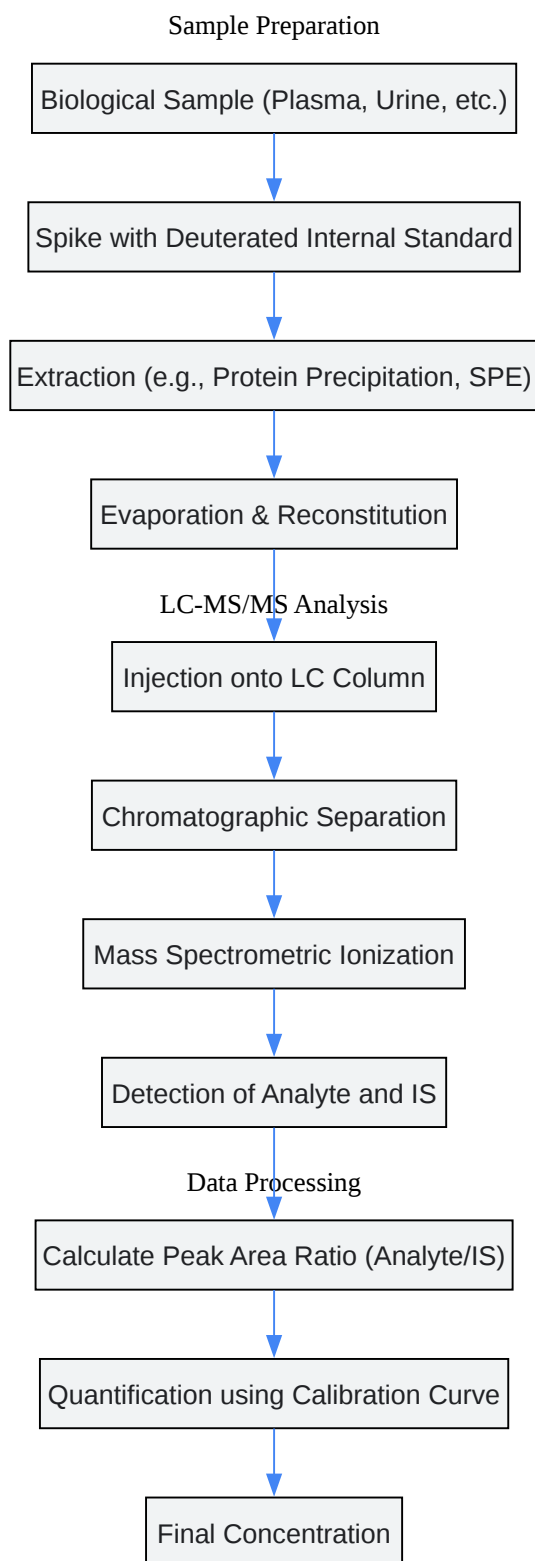 Sample Preparation
Biological Sample (Plasma, Urine, etc.)
Spike with Deuterated Internal Standard
Extraction (e.g., Protein Precipitation, SPE)
Evaporation & Reconstitution
LC-MS/MS Analysis
Injection onto LC Column
Chromatographic Separation
Mass Spectrometric Ionization
Detection of Analyte and IS
Data Processing
Calculate Peak Area Ratio (Analyte/IS)
Quantification using Calibration Curve
Final Concentration